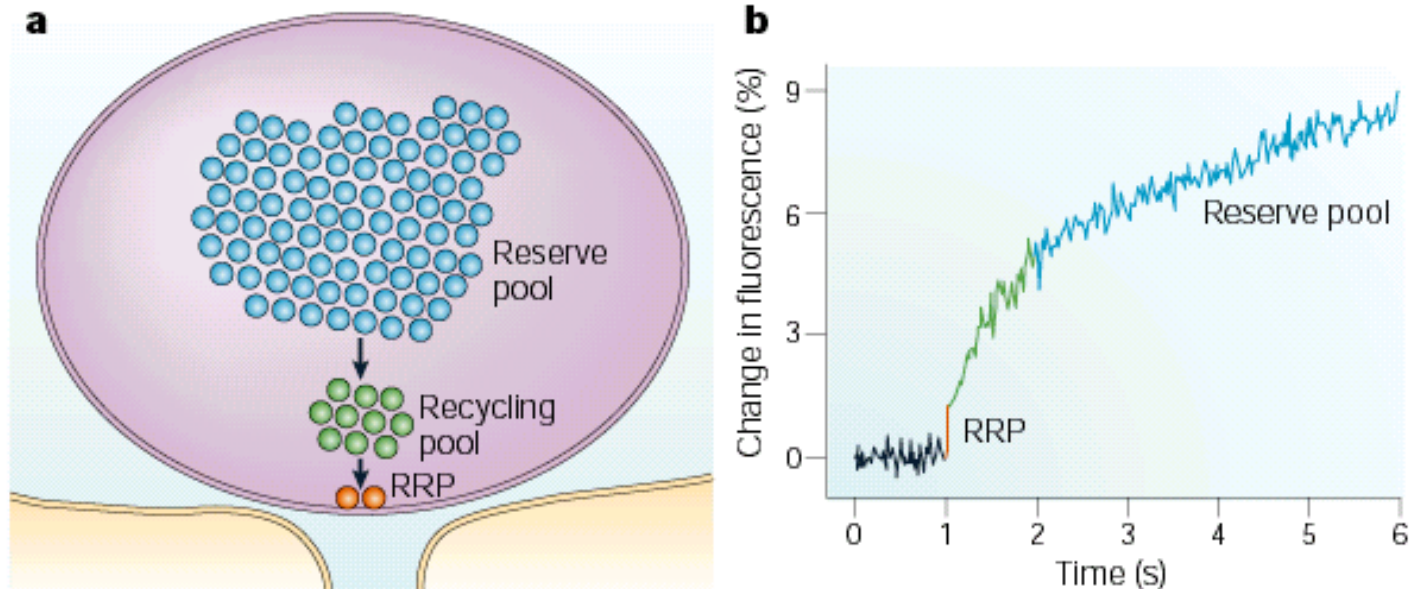 a
Reserve
pool
Recycling
pool
RRP
b
Change in fluorescence (%)
9
6
3
0
Reserve pool
RRP
0 1 2 3 4 5 6
Time (s)